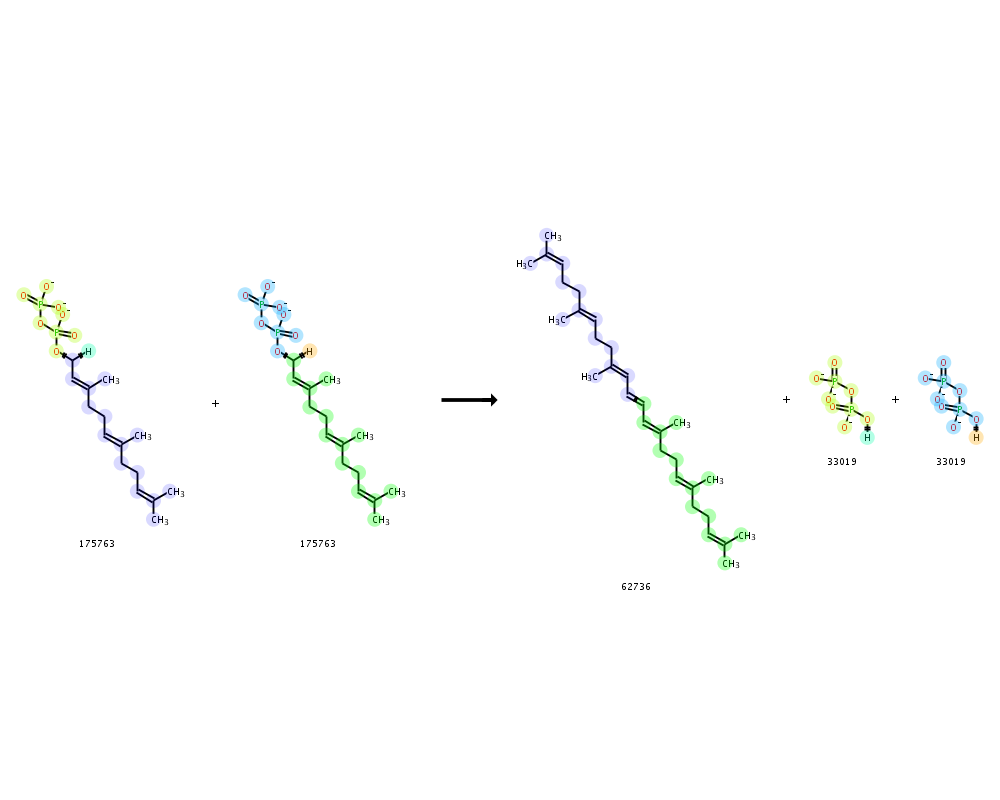 CH₃
H₃C
H₃C
H₃C
O⁻
O
P
O⁻
O⁻
O
P
O
O
H
CH₃
CH₃
CH₃
CH₃
175763
+
O⁻
O
P
O⁻
O⁻
O
P
O
O
H
CH₃
CH₃
CH₃
CH₃
175763
CH₃
CH₃
CH₃
CH₃
62736
+
O
O⁻
P
O
O⁻
O
P
O⁻
O
H
33019
+
O
O⁻
P
O
O⁻
O
P
O⁻
O
H
33019